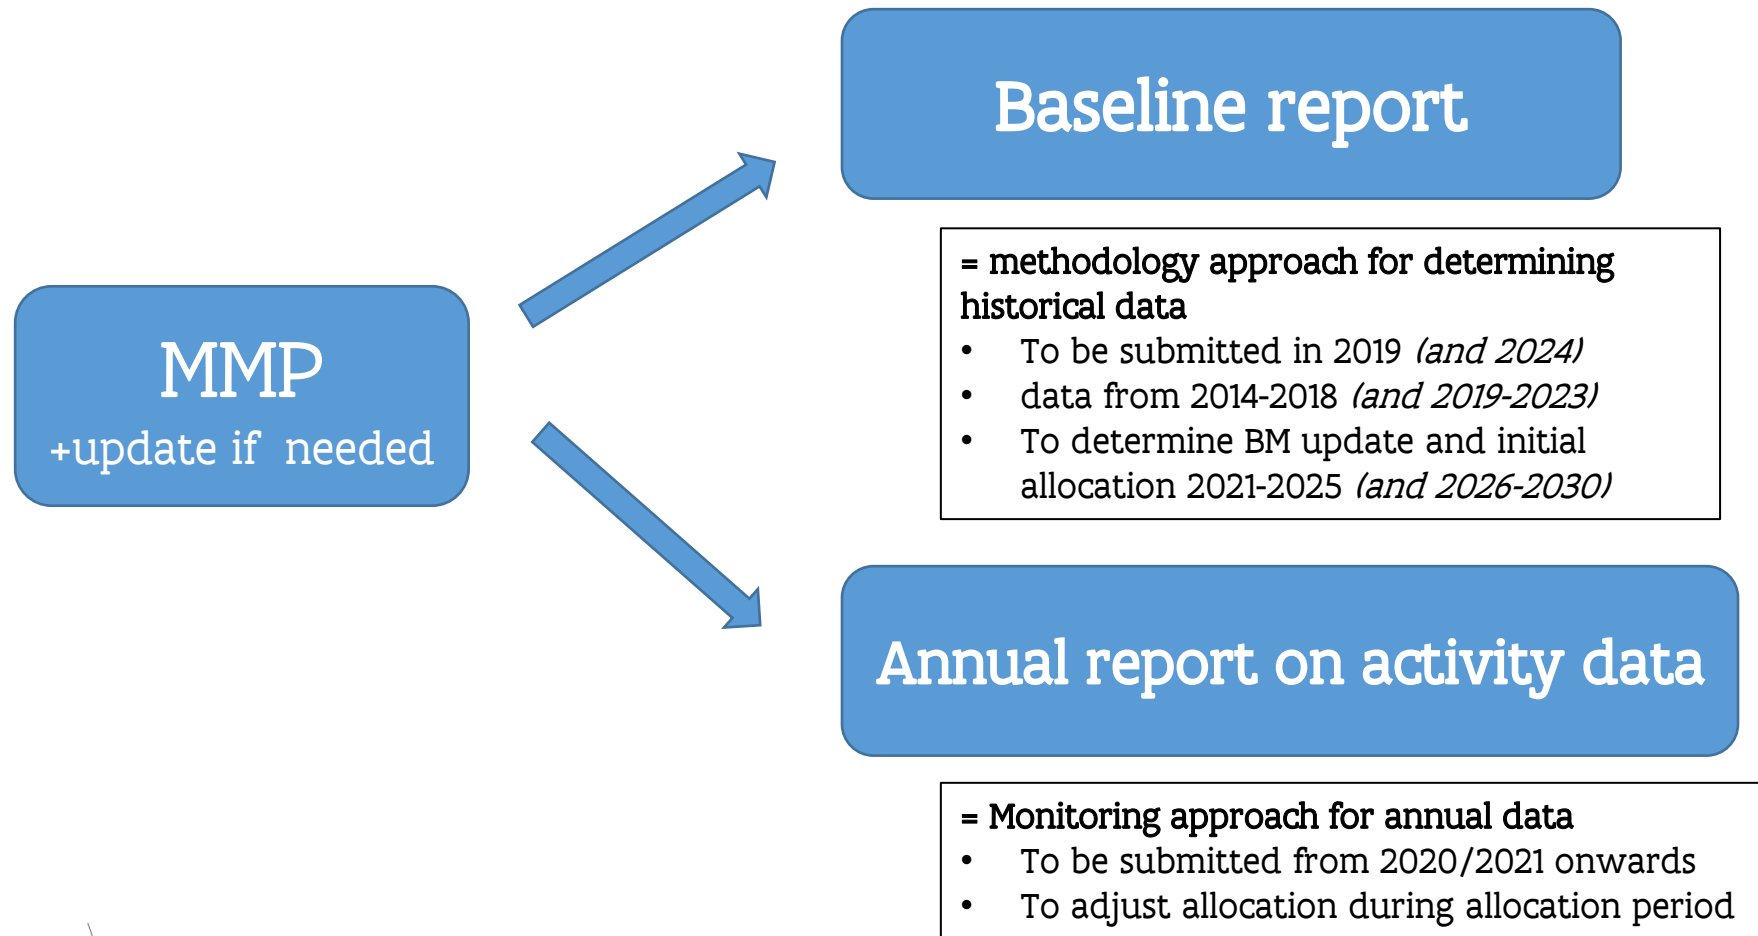 MMP
+update if needed
Baseline report
= methodology approach for determining
historical data
• To be submitted in 2019 (and 2024)
• data from 2014-2018 (and 2019-2023)
• To determine BM update and initial
allocation 2021-2025 (and 2026-2030)
Annual report on activity data
= Monitoring approach for annual data
• To be submitted from 2020/2021 onwards
• To adjust allocation during allocation period